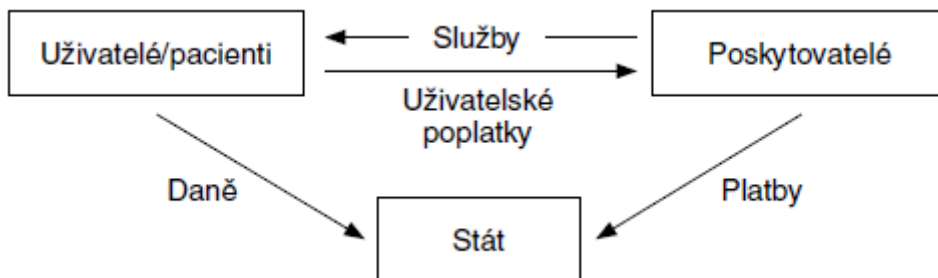 Uživatelé/pacienti
Služby
Poskytovatelé
Uživatelské
poplatky
Daně
Platby
Stát